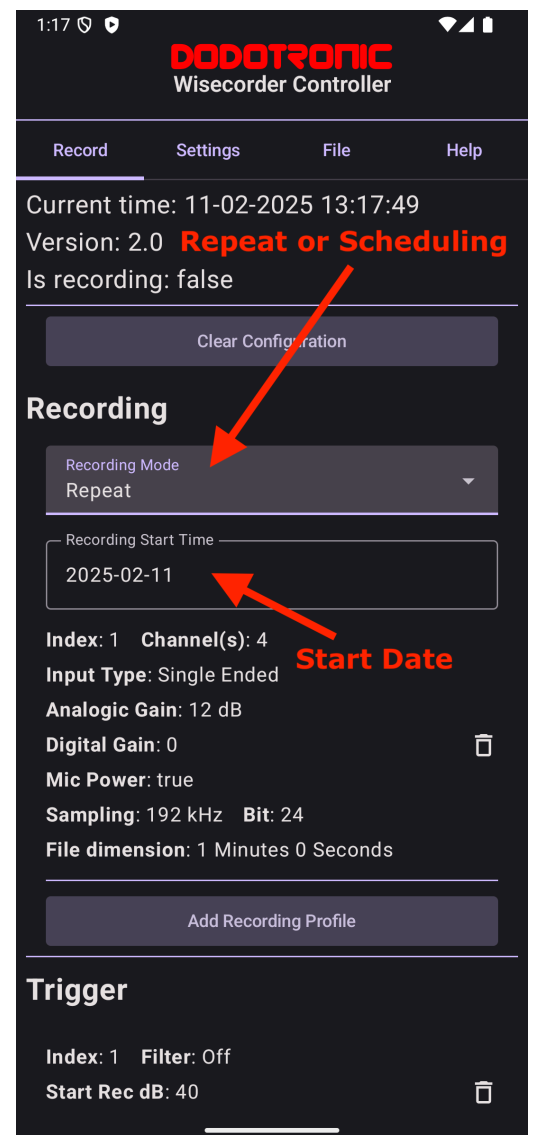 1:17
DODOTRONIC
Wisecorder Controller
Record Settings File Help
Current time: 11-02-2025 13:17:49
Version: 2.0 Repeat or Scheduling
Is recording: false
Clear Configuration
Recording
Recording Mode
Repeat
Recording Start Time
2025-02-11
Index: 1 Channel(s): 4
Start Date
Input Type: Single Ended
Analogic Gain: 12 dB
Digital Gain: 0
Mic Power: true
Sampling: 192 kHz Bit: 24
File dimension: 1 Minutes 0 Seconds
Add Recording Profile
Trigger
Index: 1 Filter: Off
Start Rec dB: 40